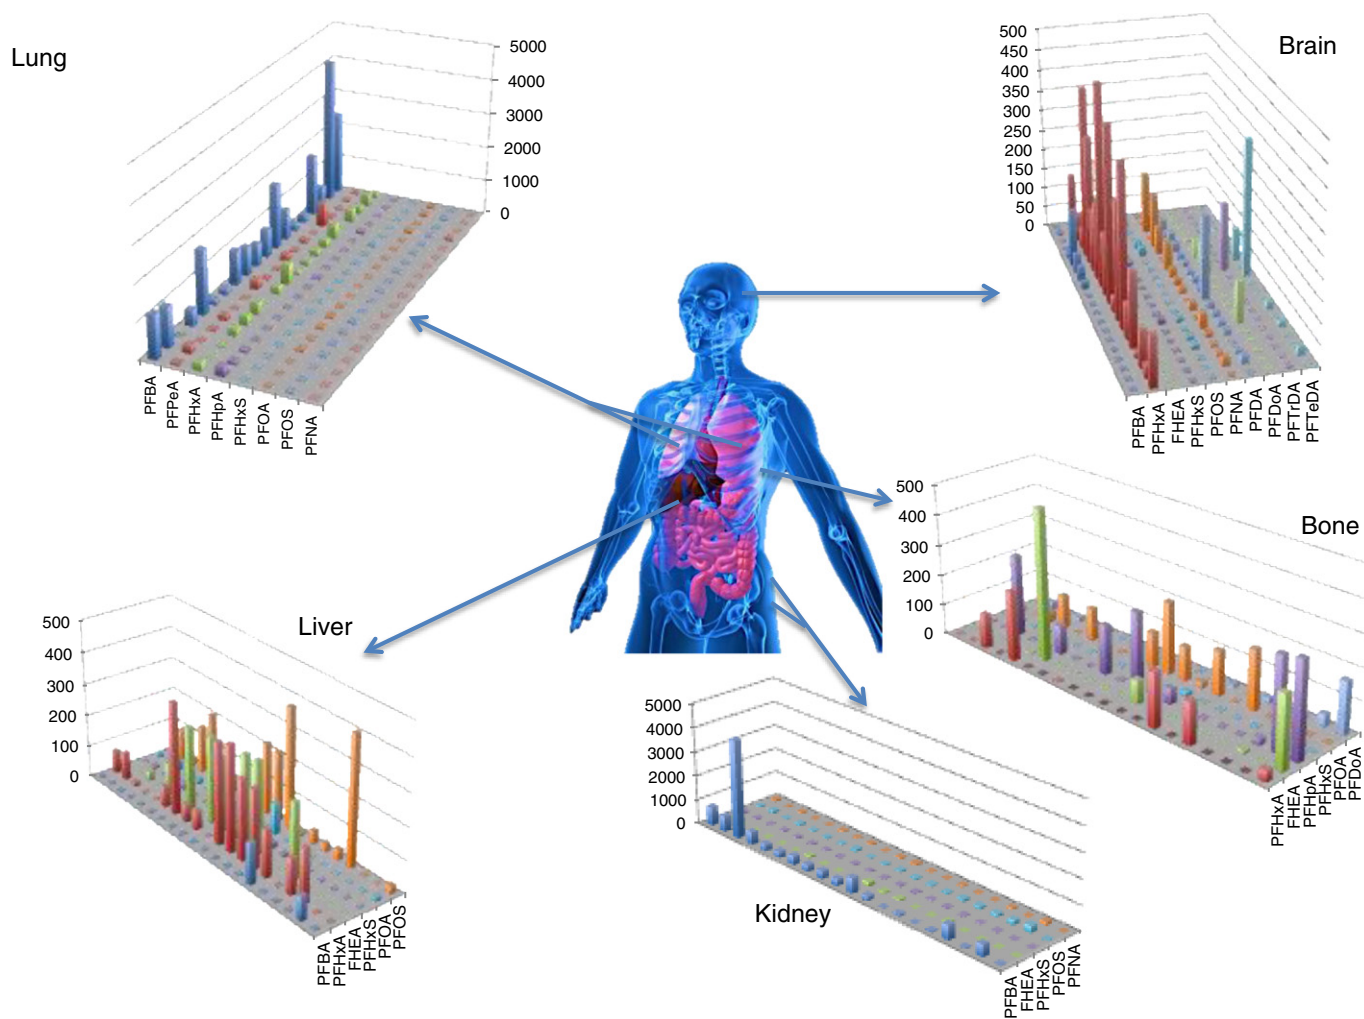 Lung
5000
4000
3000
2000
1000
0
PFBA
PFPeA
PFHxA
PFHpA
PFHxS
PFOA
PFOS
PFNA
Brain
500
450
400
350
300
250
200
150
100
50
0
PFBA
PFHxA
FHEA
PFHxS
PFOS
PFNA
PFDA
PFDoA
PFTrDA
PFTeDA
Bone
500
400
300
200
100
0
PFHxA
FHEA
PFHpA
PFHxS
PFOA
PFDoA
Liver
500
400
300
200
100
0
PFBA
PFHxA
FHEA
PFHxS
PFOA
PFOS
Kidney
5000
4000
3000
2000
1000
0
PFBA
FHEA
PFHxS
PFOS
PFNA